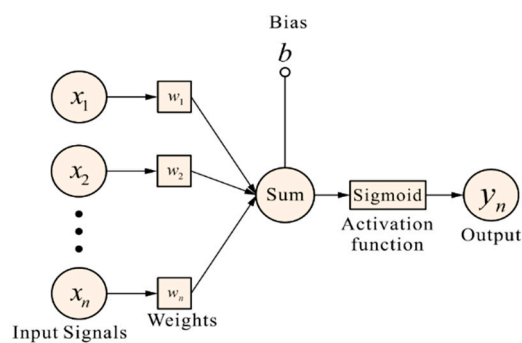 Bias
b
x₁
w₁
x₂
w₂
Sum
Sigmoid
yₙ
Activation
function
Output
xₙ
wₙ
Weights
Input Signals